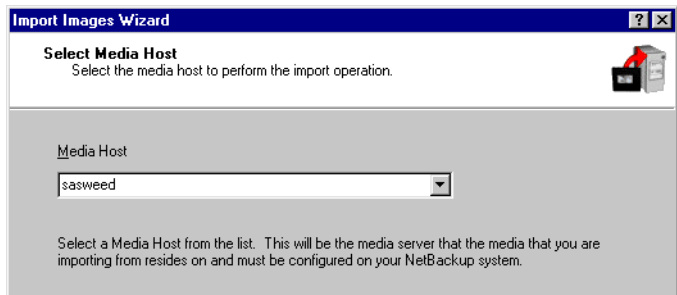 Import Images Wizard
Select Media Host
Select the media host to perform the import operation.
Media Host
sasweed
Select a Media Host from the list. This will be the media server that the media that you are
importing from resides on and must be configured on your NetBackup system.